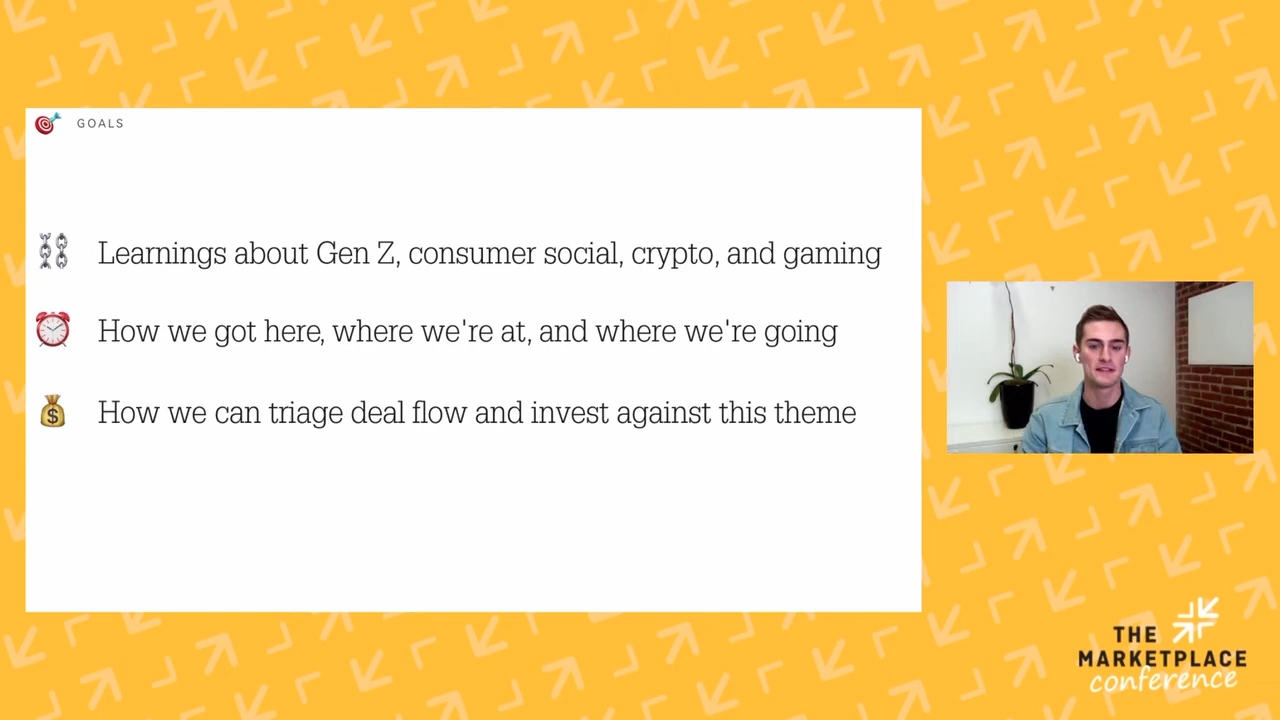 GOALS
Learnings about Gen Z, consumer social, crypto, and gaming
How we got here, where we're at, and where we're going
How we can triage deal flow and invest against this theme
THE
MARKETPLACE
conference